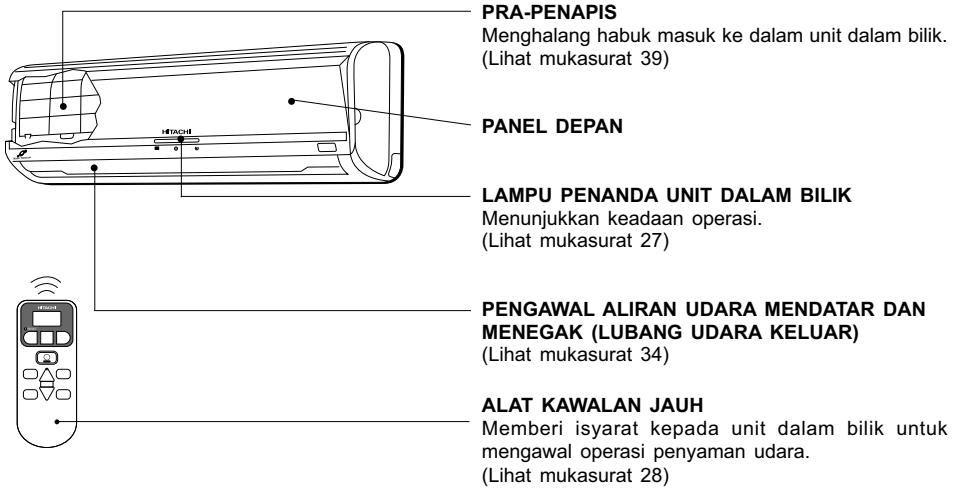 PRA-PENAPIS
Menghalang habuk masuk ke dalam unit dalam bilik.
(Lihat mukasurat 39)
PANEL DEPAN
HITACHI
LAMPU PENANDA UNIT DALAM BILIK
Menunjukkan keadaan operasi.
(Lihat mukasurat 27)
PENGAWAL ALIRAN UDARA MENDATAR DAN
MENEGAK (LUBANG UDARA KELUAR)
(Lihat mukasurat 34)
HITACHI
ALAT KAWALAN JAUH
Memberi isyarat kepada unit dalam bilik untuk
mengawal operasi penyaman udara.
(Lihat mukasurat 28)